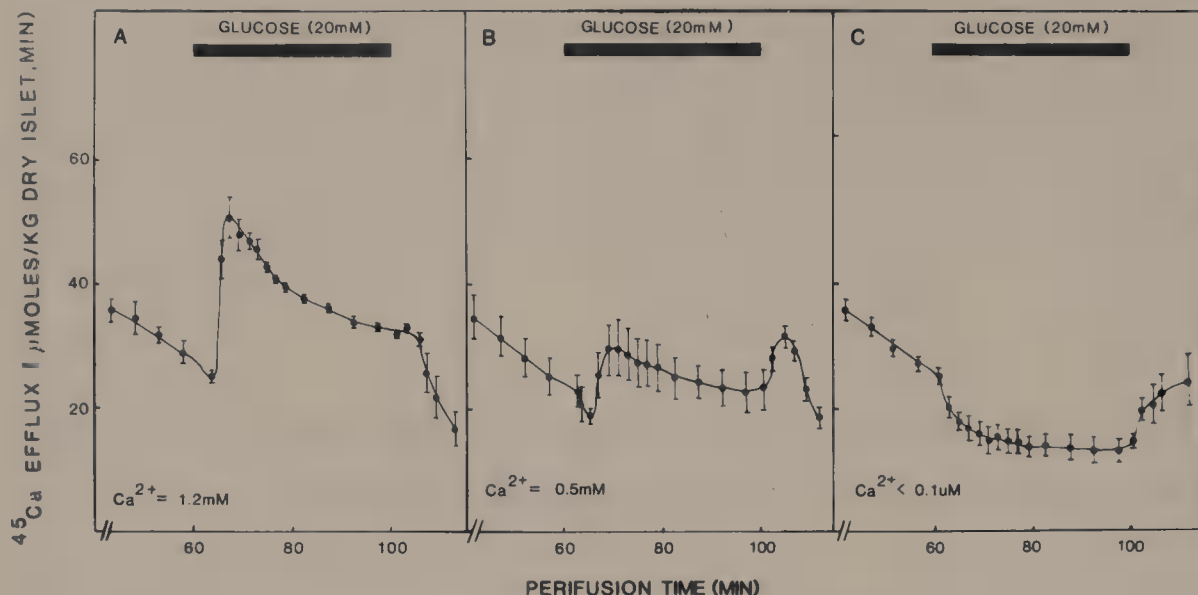 A
GLUCOSE (20mM)
B
GLUCOSE (20mM)
C
GLUCOSE (20mM)
45Ca EFFLUX || μMOLES/KG DRY ISLET.MIN)
60
40
20
Ca2+ = 1.2mM
Ca2+ = 0.5mM
Ca2+ < 0.1uM
60 80 100
60 80 100
60 80 100
PERIFUSION TIME (MIN)